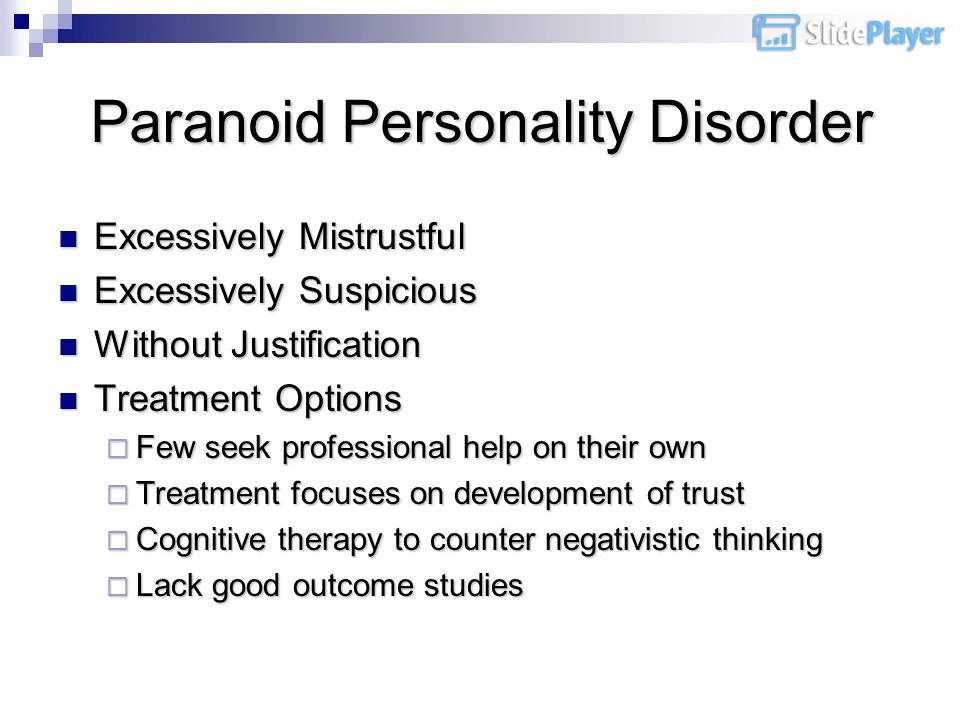 SlidePlayer
Paranoid Personality Disorder
Excessively Mistrustful
Excessively Suspicious
Without Justification
Treatment Options
Few seek professional help on their own
Treatment focuses on development of trust
Cognitive therapy to counter negativistic thinking
Lack good outcome studies